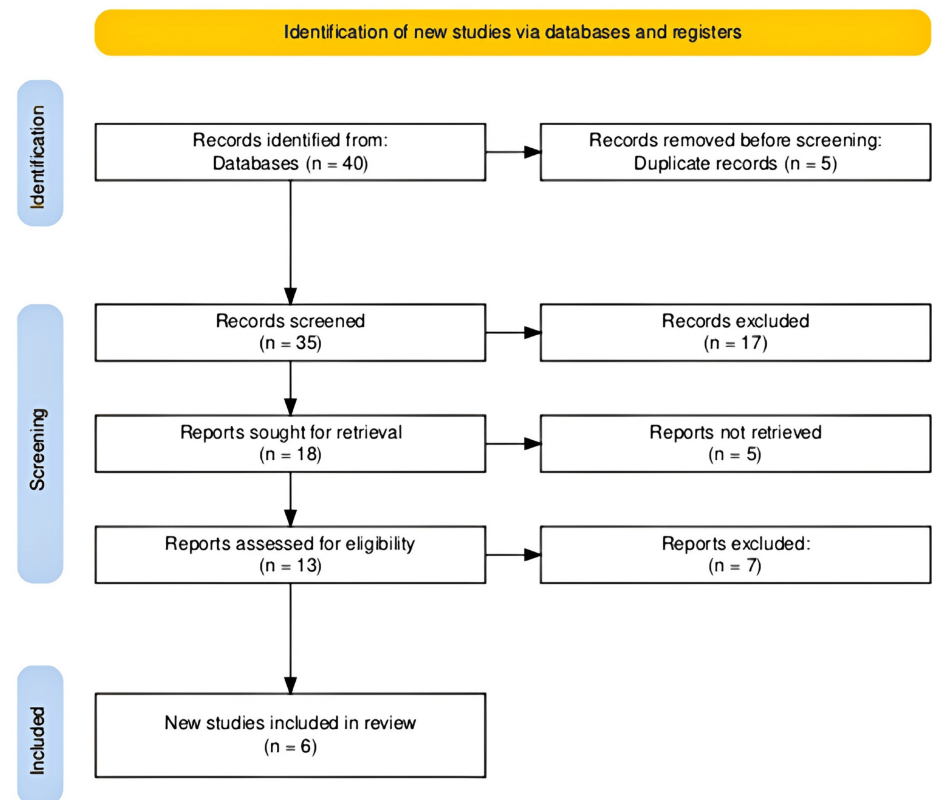 Identification of new studies via databases and registers
Identification
Records identified from:
Databases (n = 40)
Records removed before screening:
Duplicate records (n = 5)
Screening
Records screened
(n = 35)
Records excluded
(n = 17)
Reports sought for retrieval
(n = 18)
Reports not retrieved
(n = 5)
Reports assessed for eligibility
(n = 13)
Reports excluded:
(n = 7)
Included
New studies included in review
(n = 6)